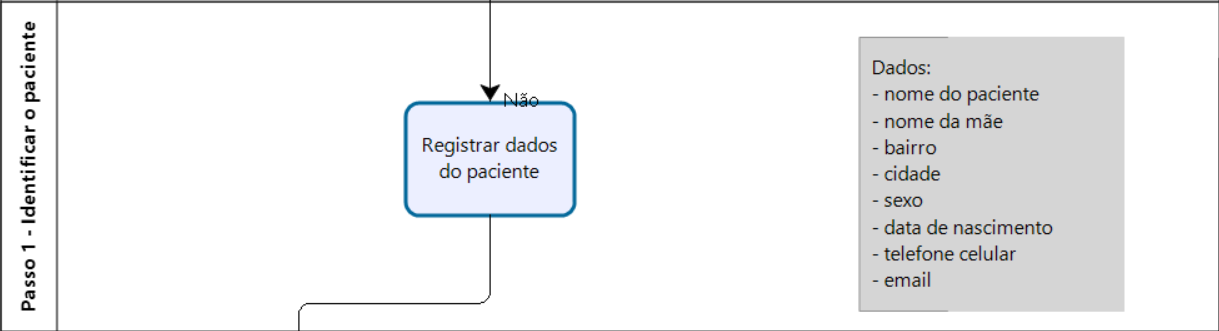 Passo 1 - Identificar o paciente
Não
Registrar dados
do paciente
Dados:
- nome do paciente
- nome da mãe
- bairro
- cidade
- sexo
- data de nascimento
- telefone celular
- email